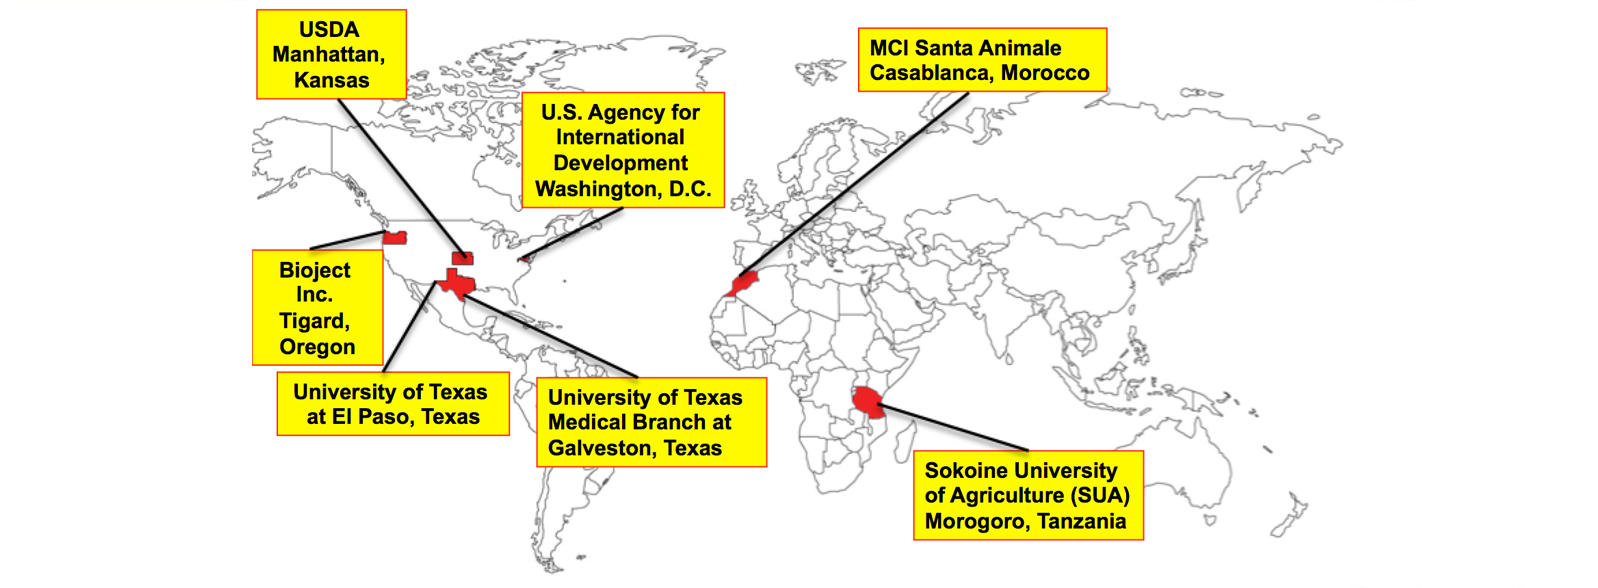 USDA
Manhattan,
Kansas
U.S. Agency for
International
Development
Washington, D.C.
MCI Santa Animale
Casablanca, Morocco
Bioject
Inc.
Tigard,
Oregon
University of Texas
at El Paso, Texas
University of Texas
Medical Branch at
Galveston, Texas
Sokoine University
of Agriculture (SUA)
Morogoro, Tanzania